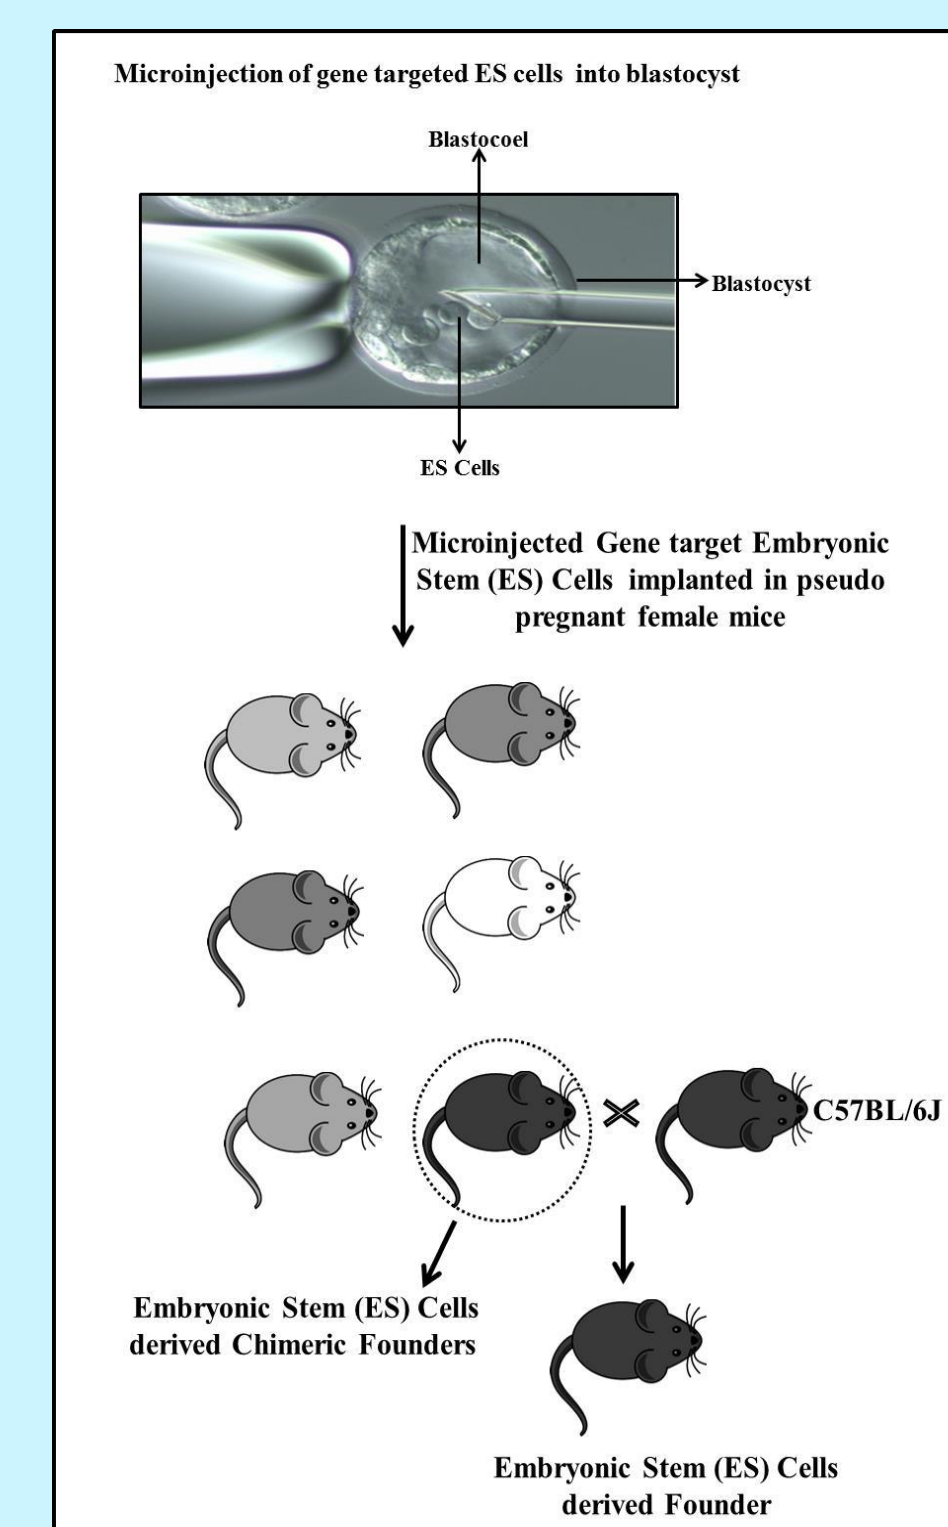 Microinjection of gene targeted ES cells into blastocyst
Blastocoel
Blastocyst
ES Cells
Microinjected Gene target Embryonic
Stem (ES) Cells implanted in pseudo
pregnant female mice
C57BL/6J
Embryonic Stem (ES) Cells
derived Chimeric Founders
Embryonic Stem (ES) Cells
derived Founder